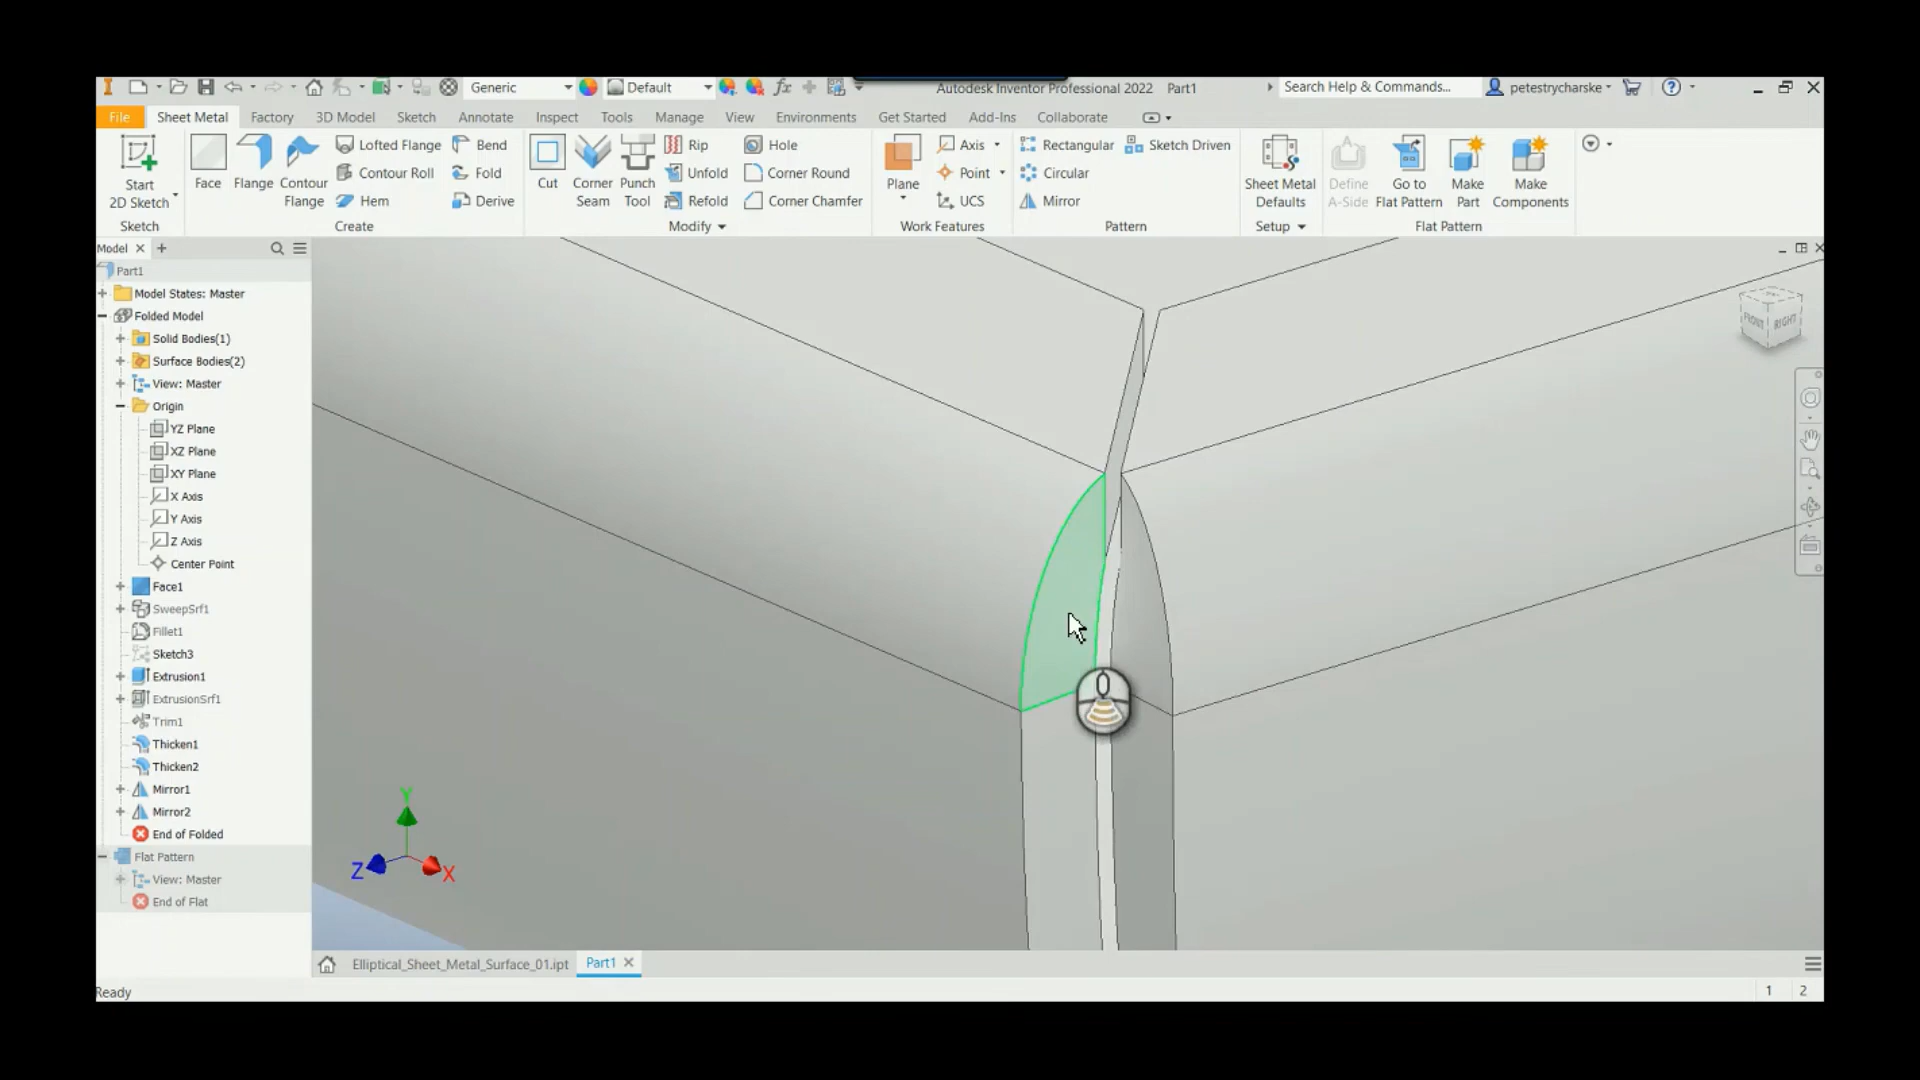 Generic
Default
Autodesk Inventor Professional 2022 Part1
Search Help & Commands...
petestrycharske
File
Sheet Metal
Factory
3D Model
Sketch
Annotate
Inspect
Tools
Manage
View
Environments
Get Started
Add-Ins
Collaborate
Start
2D Sketch
Face
Flange
Contour
Flange
Lofted Flange
Contour Roll
Hem
Bend
Fold
Derive
Cut
Corner
Seam
Punch
Tool
Rip
Unfold
Refold
Hole
Corner Round
Corner Chamfer
Plane
Axis
Point
UCS
Rectangular
Circular
Mirror
Sketch Driven
Sheet Metal
Defaults
Define
A-Side
Go to
Flat Pattern
Make
Part
Make
Components
Sketch
Create
Modify
Work Features
Pattern
Setup
Flat Pattern
Model
Part1
Model States: Master
Folded Model
Solid Bodies(1)
Surface Bodies(2)
View: Master
Origin
YZ Plane
XZ Plane
XY Plane
X Axis
Y Axis
Z Axis
Center Point
Face1
SweepSrf1
Fillet1
Sketch3
Extrusion1
ExtrusionSrf1
Trim1
Thicken1
Thicken2
Mirror1
Mirror2
End of Folded
Flat Pattern
View: Master
End of Flat
FRONT
RIGHT
Y
Z
X
Elliptical_Sheet_Metal_Surface_01.ipt
Part1
Ready
1
2